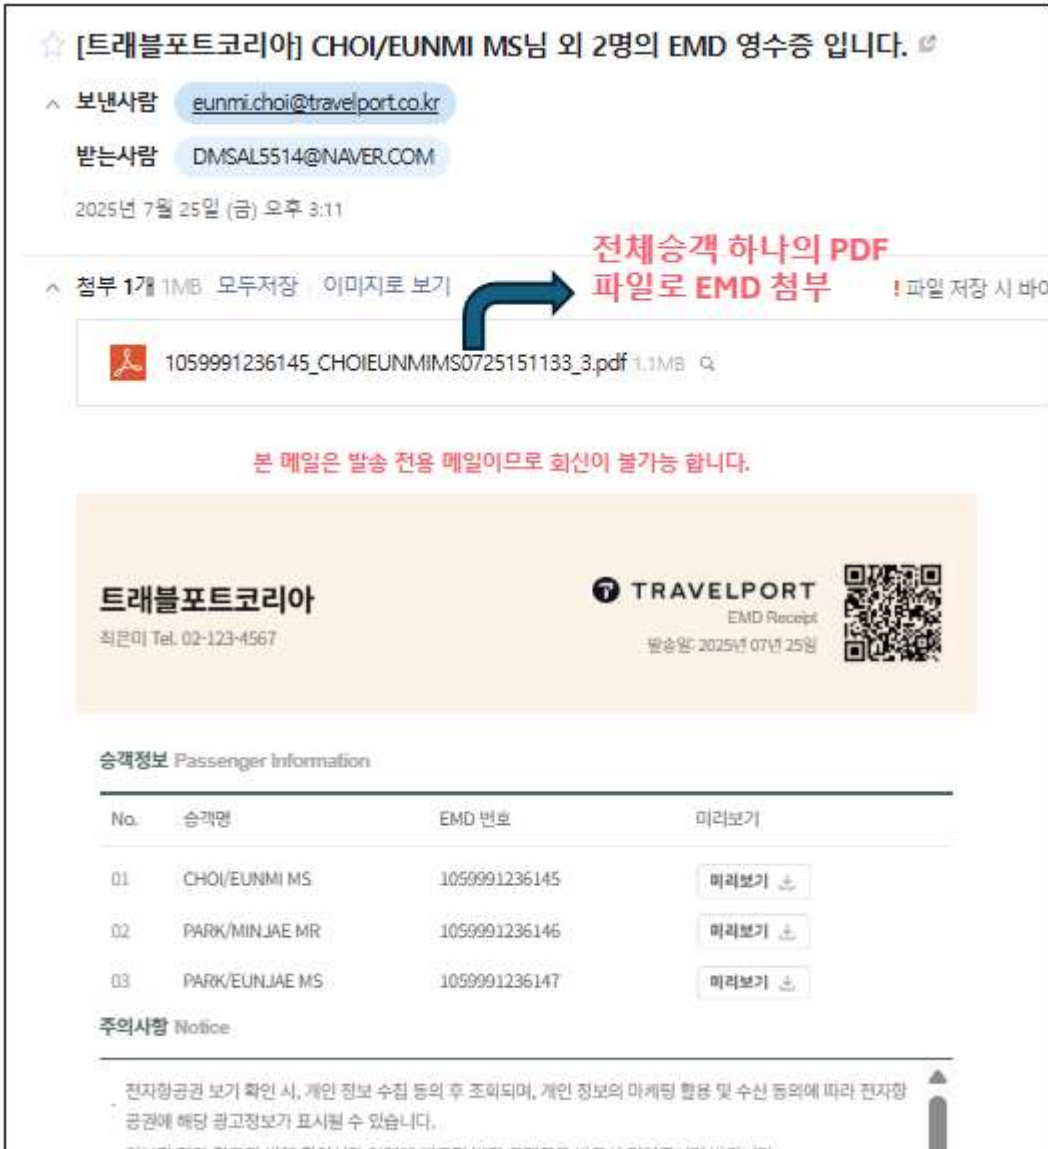 [트래블포트코리아] CHOI/EUNMI MS님 외 2명의 EMD 영수증 입니다.
보낸사람 eunmi.choi@travelport.co.kr
받는사람 DMSAL5514@NAVER.COM
2025년 7월 25일 (금) 오후 3:11
전체승객 하나의 PDF
파일로 EMD 첨부
첨부 1개 1MB 모두저장 이미지로 보기
! 파일 저장 시 바이
1059991236145_CHOIEUNMIMS0725151133_3.pdf 1.1MB
본 메일은 발송 전용 메일이므로 회신이 불가능 합니다.
트래블포트코리아
최은미 Tel. 02-123-4567
TRAVELPORT
EMD Receipt
발송일: 2025년 07년 25일
승객정보 Passenger Information
No. 승객명 EMD 번호 미리보기
01 CHOI/EUNMI MS 1059991236145 미리보기
02 PARK/MINJAE MR 1059991236146 미리보기
03 PARK/EUNJAE MS 1059991236147 미리보기
주의사항 Notice
- 전자항공권 보기 확인 시, 개인 정보 수집 동의 후 조회되며, 개인 정보의 마케팅 활용 및 수신 동의에 따라 전자항
공권에 해당 광고정보가 표시될 수 있습니다.